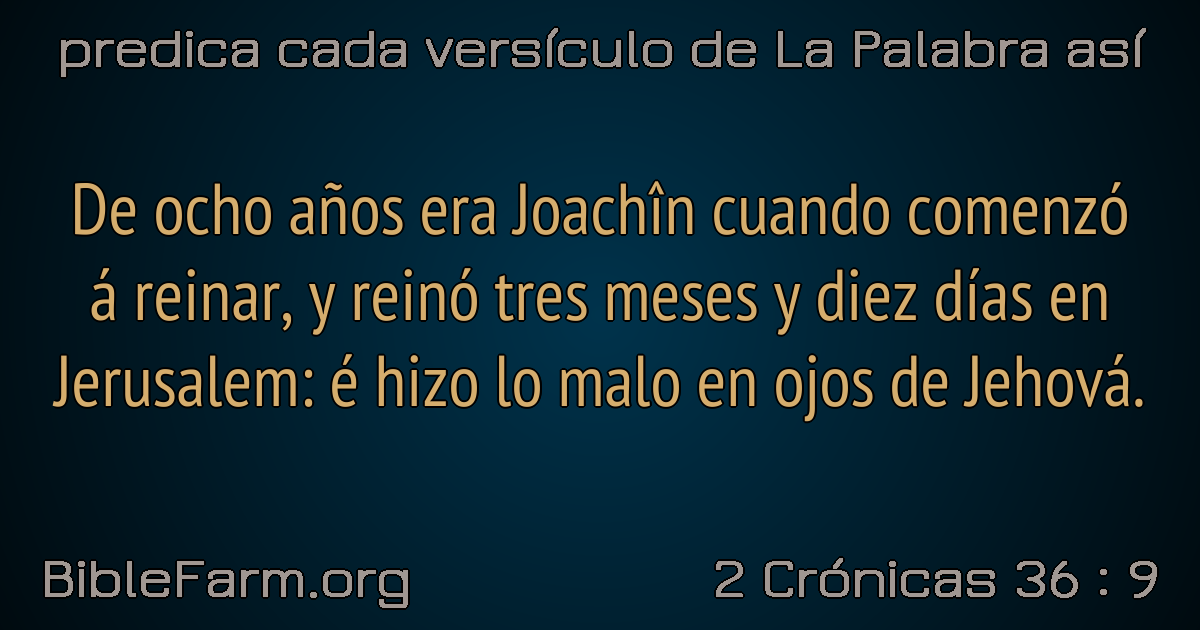 predica cada versículo de La Palabra así
De ocho años era Joachîn cuando comenzó
á reinar, y reinó tres meses y diez días en
Jerusalem: é hizo lo malo en ojos de Jehová.
BibleFarm.org
2 Crónicas 36 : 9